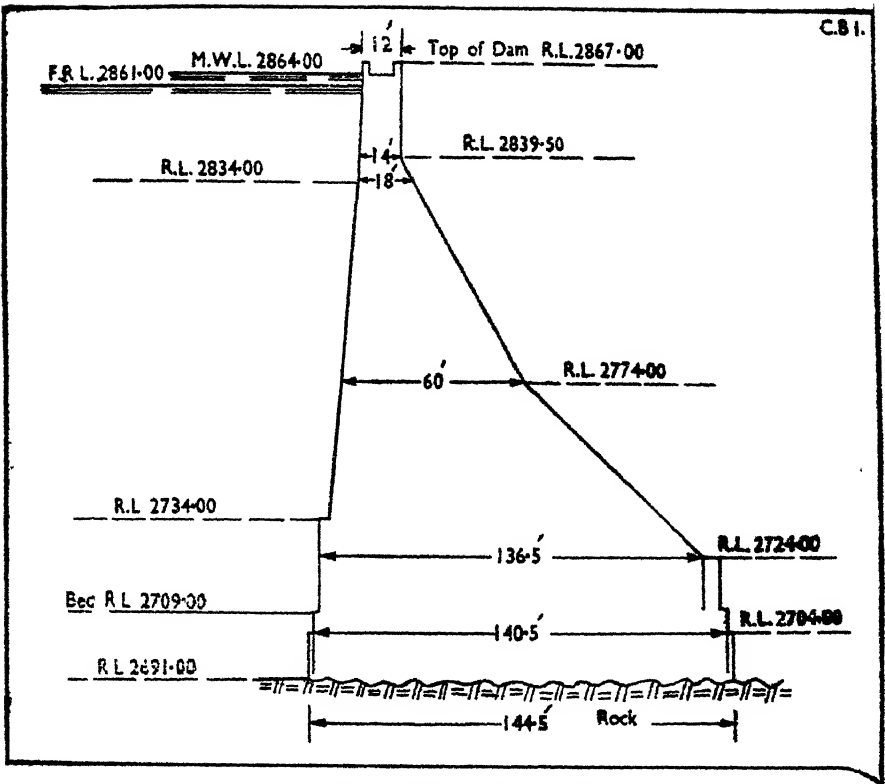 C.B I.
12'
Top of Dam R.L.2867·00
M.W.L. 2864·00
F.R L.2861·00
14'
R.L. 2839·50
R.L. 2834·00
18'
60'
R.L. 2774·00
R.L 2734·00
136·5'
R.L. 2724·00
Bed R L 2709·00
140·5'
R.L. 2704·00
R L 2691·00
144·5'
Rock